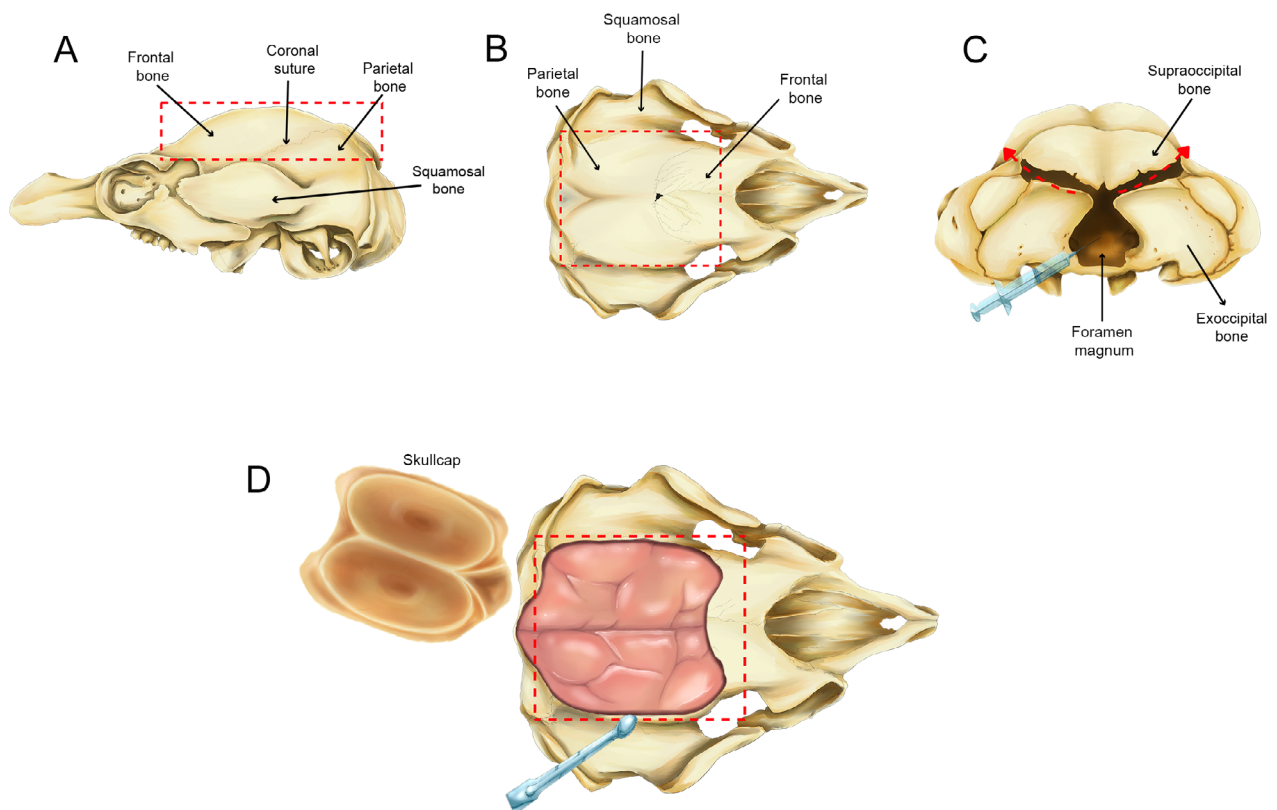 A
Frontal
bone
Coronal
suture
Parietal
bone
Squamosal
bone
B
Squamosal
bone
Parietal
bone
Frontal
bone
C
Supraoccipital
bone
Foramen
magnum
Exoccipital
bone
D
Skullcap